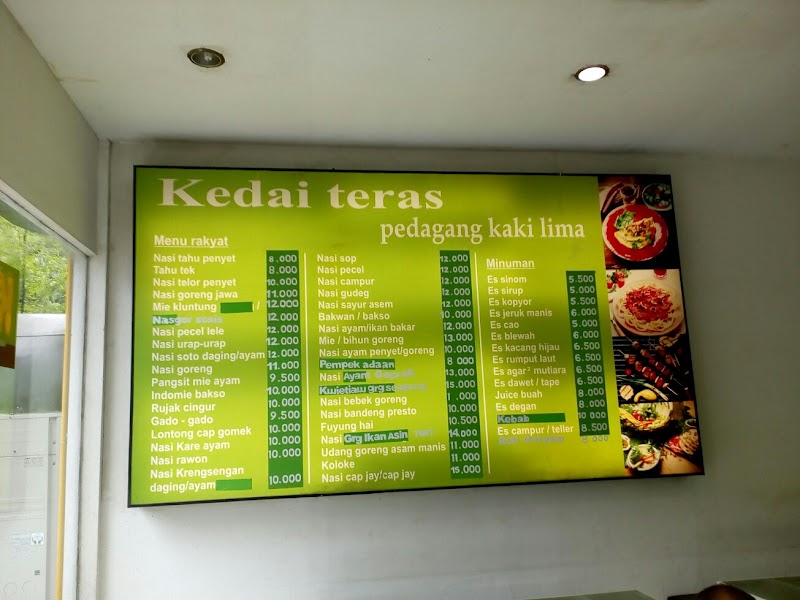 Kedai teras
pedagang kaki lima
Menu rakyat
Nasi tahu penyet 8.000
Tahu tek 8.000
Nasi telor penyet 10.000
Nasi goreng jawa 11.000
Mie kluntung / 12.000
12.000
Nasi pecel lele 12.000
Nasi urap-urap 12.000
Nasi soto daging/ayam 12.000
Nasi goreng 11.000
Pangsit mie ayam 9.500
Indomie bakso 10.000
Rujak cingur 10.000
Gado - gado 9.500
Lontong cap gomek 10.000
Nasi Kare ayam 10.000
Nasi rawon 10.000
Nasi Krengsengan
daging/ayam 10.000
Nasi sop 12.000
Nasi pecel 12.000
Nasi campur 12.000
Nasi gudeg 12.000
Nasi sayur asem 12.000
Bakwan / bakso 10.000
Nasi ayam/ikan bakar 12.000
Mie / bihun goreng 13.000
Nasi ayam penyet/goreng 10.000
Pempek adaan 8.000
Nasi Ayam 13.000
Kwietiau grg 15.000
Nasi bebek goreng
Nasi bandeng presto 10.000
Fuyung hai 10.500
Nasi Grg Ikan Asin 14.000
Udang goreng asam manis 11.000
Koloke 11.000
Nasi cap jay/cap jay 15.000
Minuman
Es sinom 5.500
Es sirup 5.500
Es kopyor 5.500
Es jeruk manis 6.000
Es cao 5.000
Es blewah 6.000
Es kacang hijau 6.500
Es rumput laut 6.500
Es agar² mutiara 6.500
Es dawet / tape 6.500
Juice buah 8.000
Es degan 8.000
Kebab 10.000
Es campur / teller 8.500
8.000